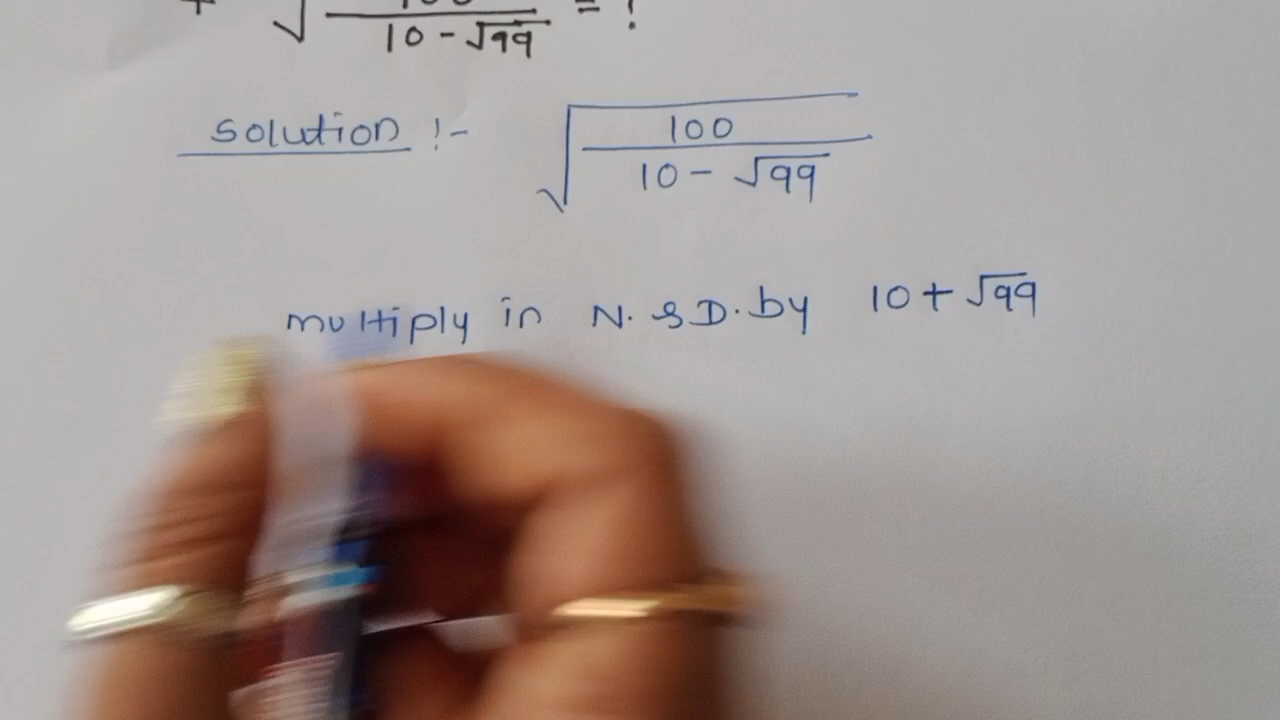 * √(100/(10 - √99)) = ?
Solution :- √(100/(10 - √99))
multiply in N. & D. by 10 + √99